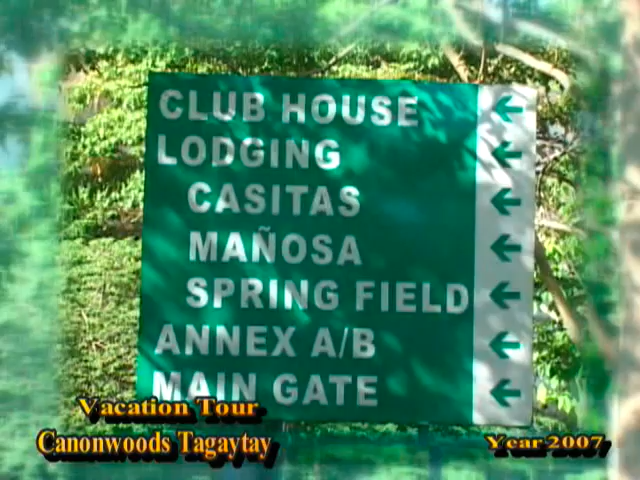 CLUB HOUSE
LODGING
CASITAS
MAÑOSA
SPRING FIELD
ANNEX A/B
MAIN GATE
Vacation Tour
Canonwoods Tagaytay
Year 2007